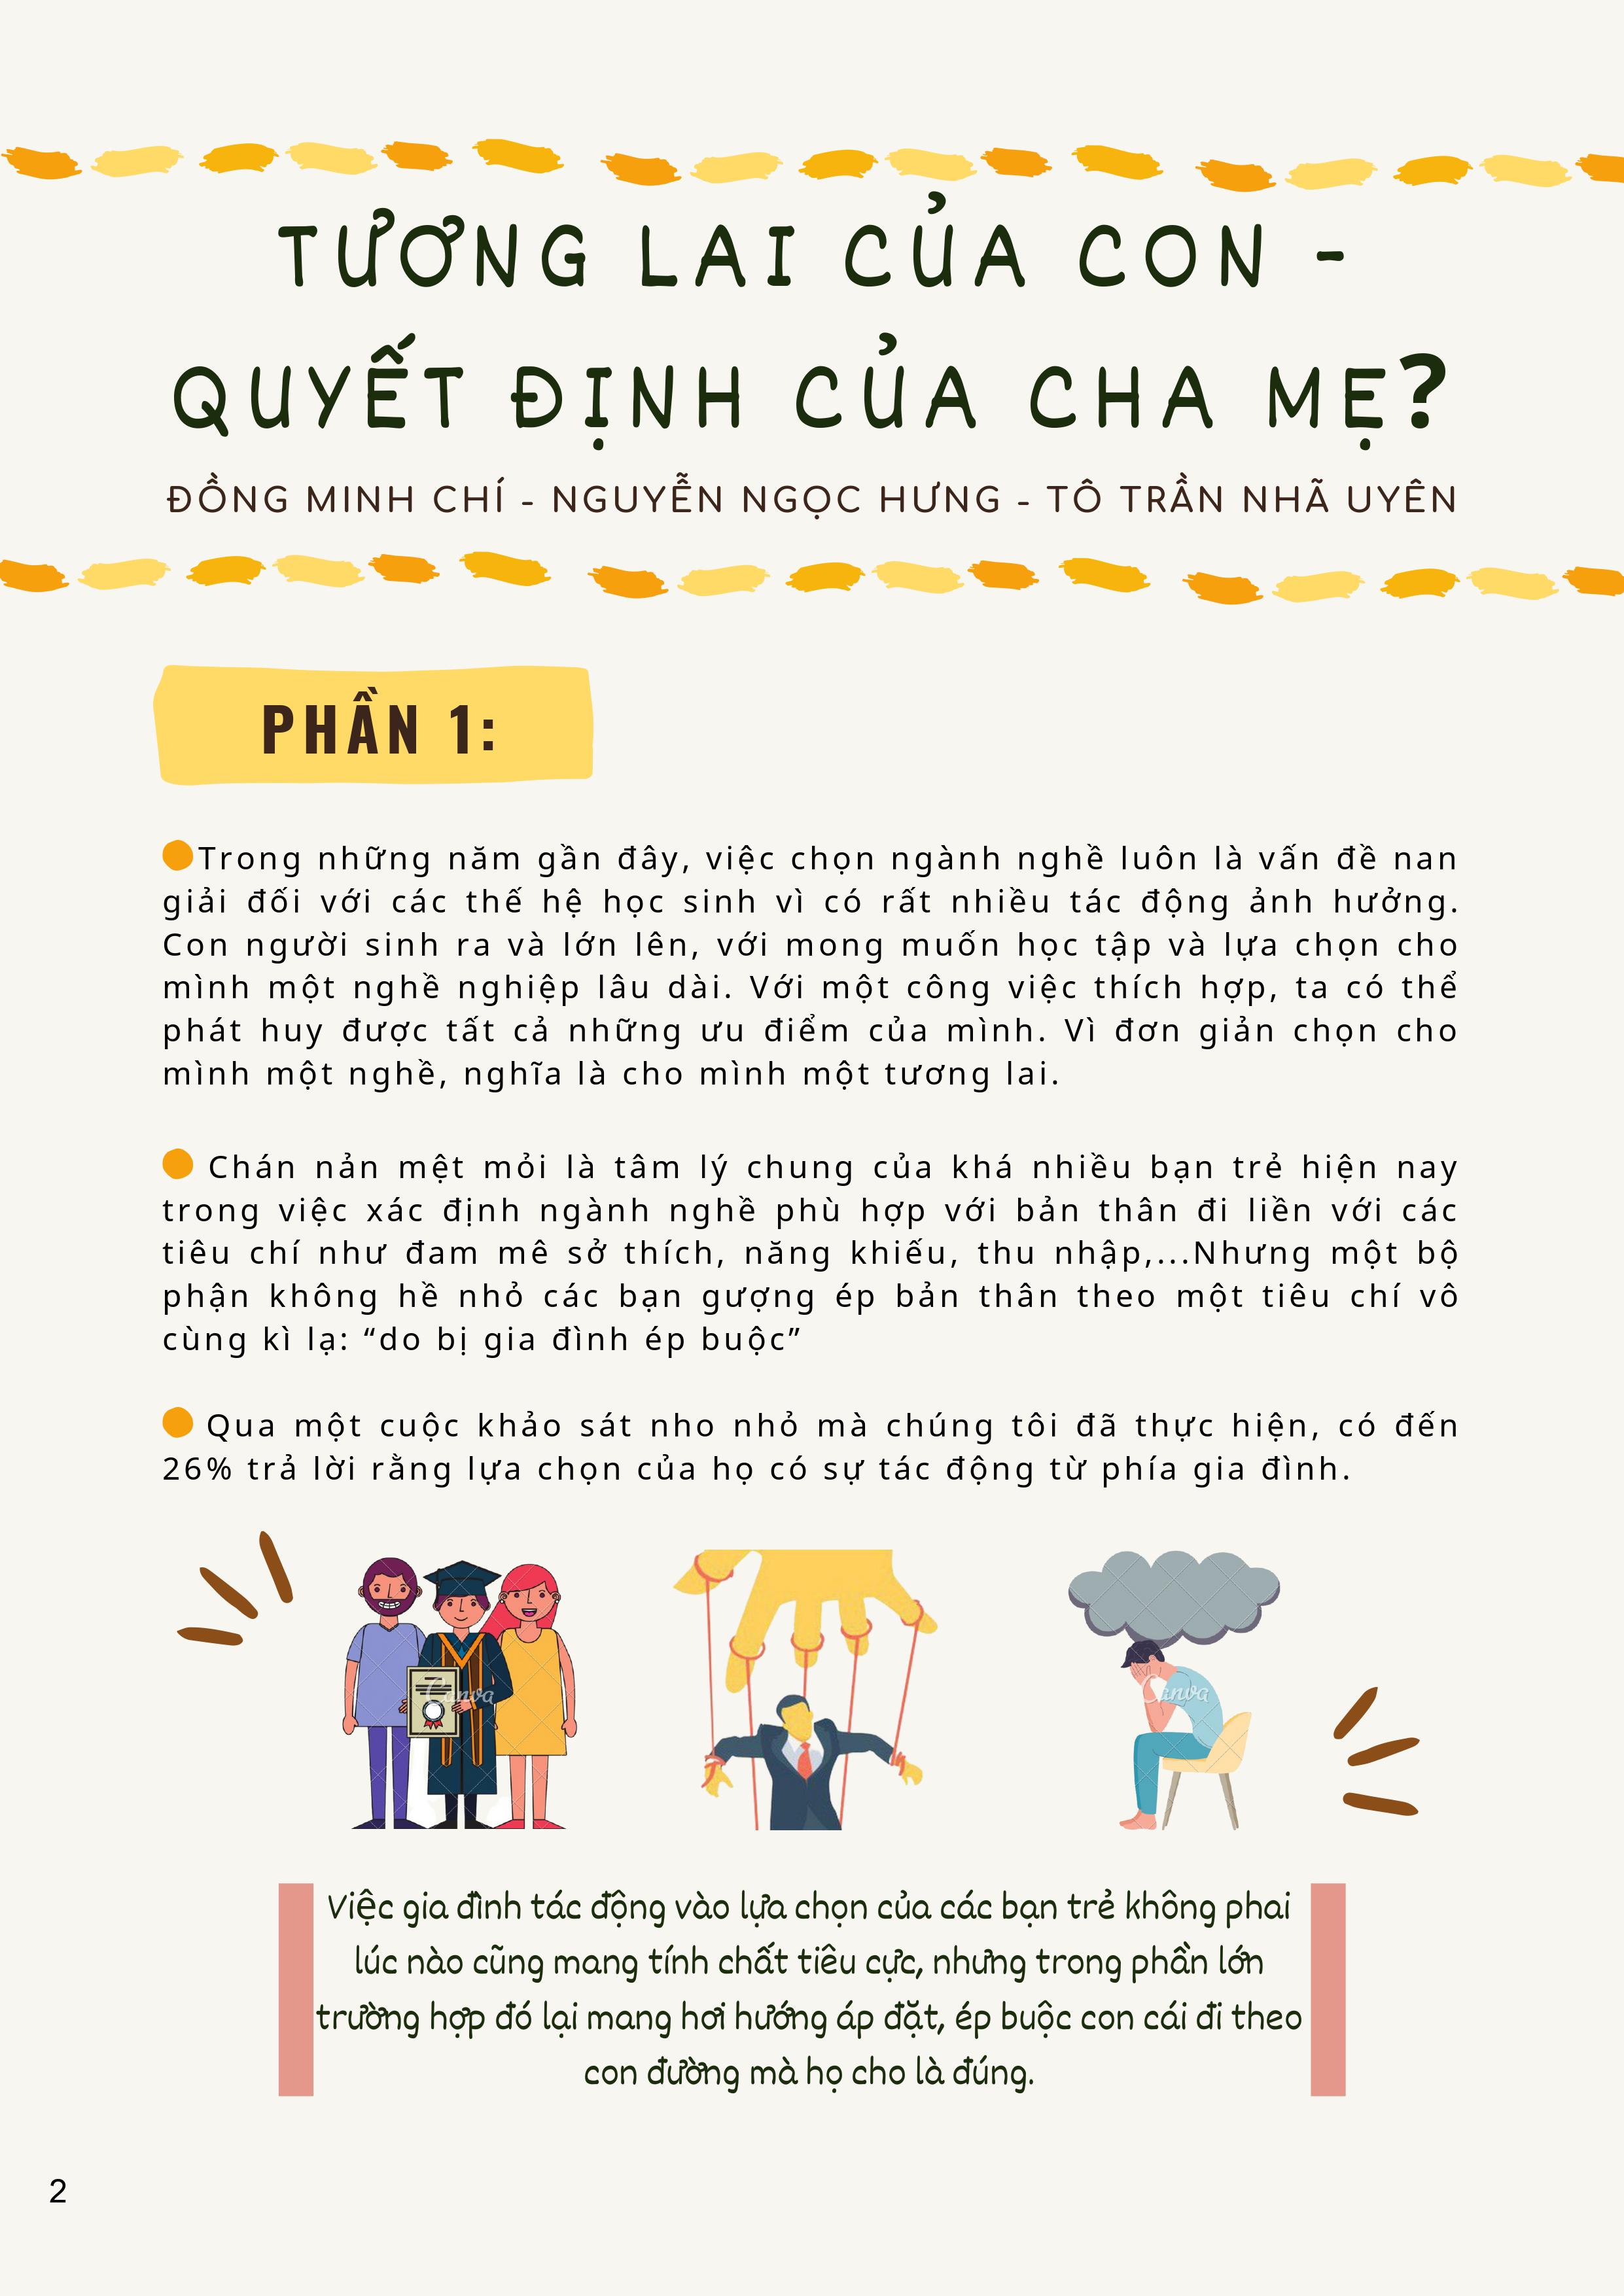 TƯƠNG LAI CỦA CON -
QUYẾT ĐỊNH CỦA CHA MẸ?
ĐỒNG MINH CHÍ - NGUYỄN NGỌC HƯNG - TÔ TRẦN NHÃ UYÊN
PHẦN 1:
Trong những năm gần đây, việc chọn ngành nghề luôn là vấn đề nan
giải đối với các thế hệ học sinh vì có rất nhiều tác động ảnh hưởng.
Con người sinh ra và lớn lên, với mong muốn học tập và lựa chọn cho
mình một nghề nghiệp lâu dài. Với một công việc thích hợp, ta có thể
phát huy được tất cả những ưu điểm của mình. Vì đơn giản chọn cho
mình một nghề, nghĩa là cho mình một tương lai.
Chán nản mệt mỏi là tâm lý chung của khá nhiều bạn trẻ hiện nay
trong việc xác định ngành nghề phù hợp với bản thân đi liền với các
tiêu chí như đam mê sở thích, năng khiếu, thu nhập,...Nhưng một bộ
phận không hề nhỏ các bạn gượng ép bản thân theo một tiêu chí vô
cùng kì lạ: “do bị gia đình ép buộc”
Qua một cuộc khảo sát nho nhỏ mà chúng tôi đã thực hiện, có đến
26% trả lời rằng lựa chọn của họ có sự tác động từ phía gia đình.
Canva
Canva
Việc gia đình tác động vào lựa chọn của các bạn trẻ không phai
lúc nào cũng mang tính chất tiêu cực, nhưng trong phần lớn
trường hợp đó lại mang hơi hướng áp đặt, ép buộc con cái đi theo
con đường mà họ cho là đúng.
2